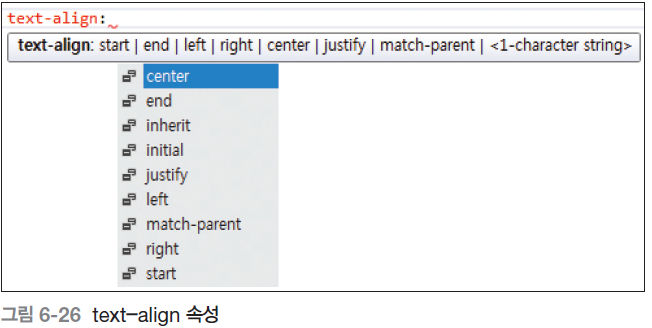 text-align:
text-align: start | end | left | right | center | justify | match-parent | <1-character string>
center
end
inherit
initial
justify
left
match-parent
right
start
그림 6-26 text-align 속성